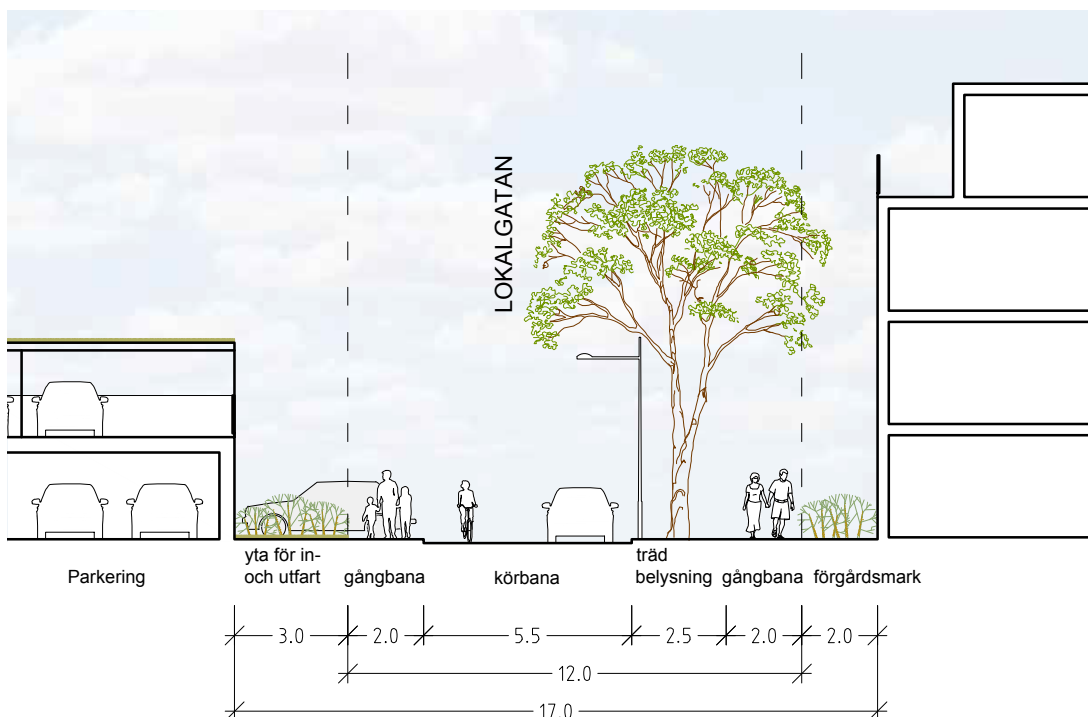 LOKALGATAN
yta för in-
och utfart
träd
belysning
Parkering
gångbana
körbana
gångbana
förgårdsmark
3.0
2.0
5.5
2.5
2.0
2.0
12.0
17.0